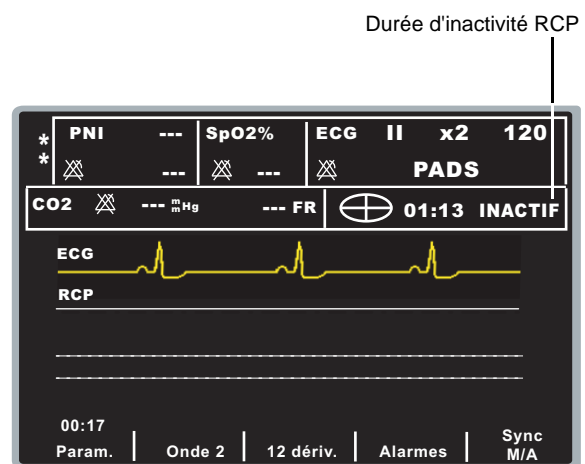 Durée d'inactivité RCP
* PNI --- SpO2% ECG II x2 120
* --- --- PADS
CO2 --- mmHg --- FR 01:13 INACTIF
ECG
RCP
00:17
Param. Onde 2 12 dériv. Alarmes Sync M/A